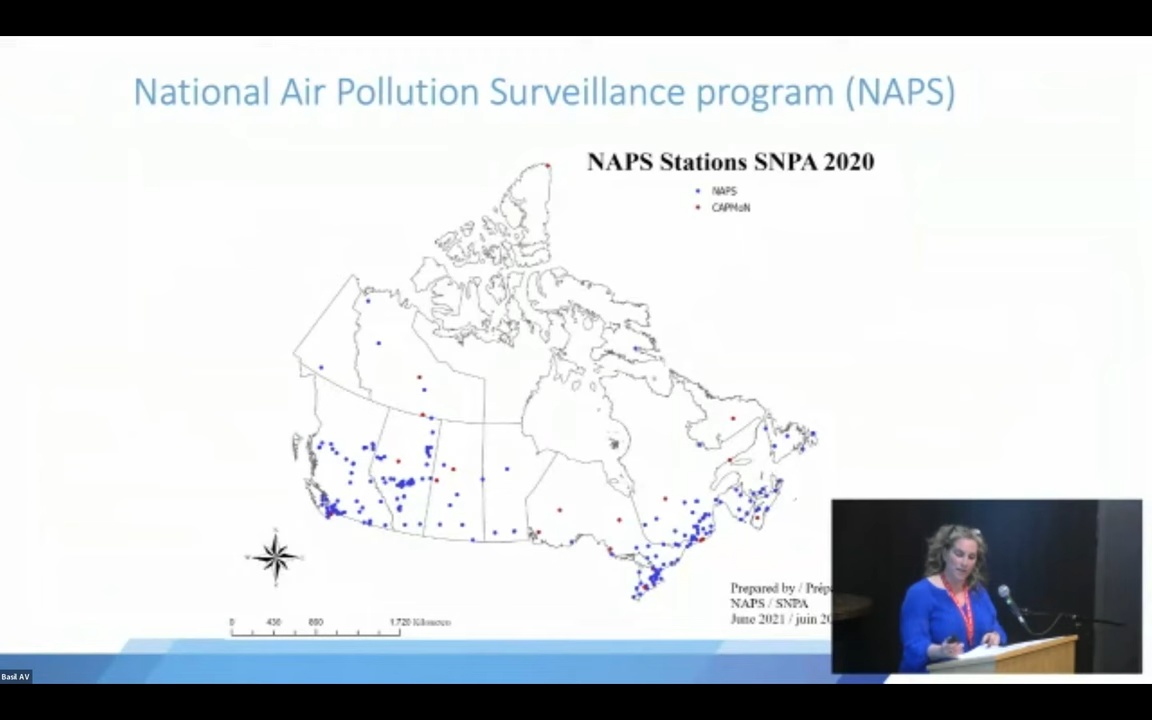 National Air Pollution Surveillance program (NAPS)
NAPS Stations SNPA 2020
NAPS
CAPMoN
Prepared by / Prép
NAPS / SNPA
June 2021 / juin 20
0 430 860 1,720 Kilometers
Basil AV